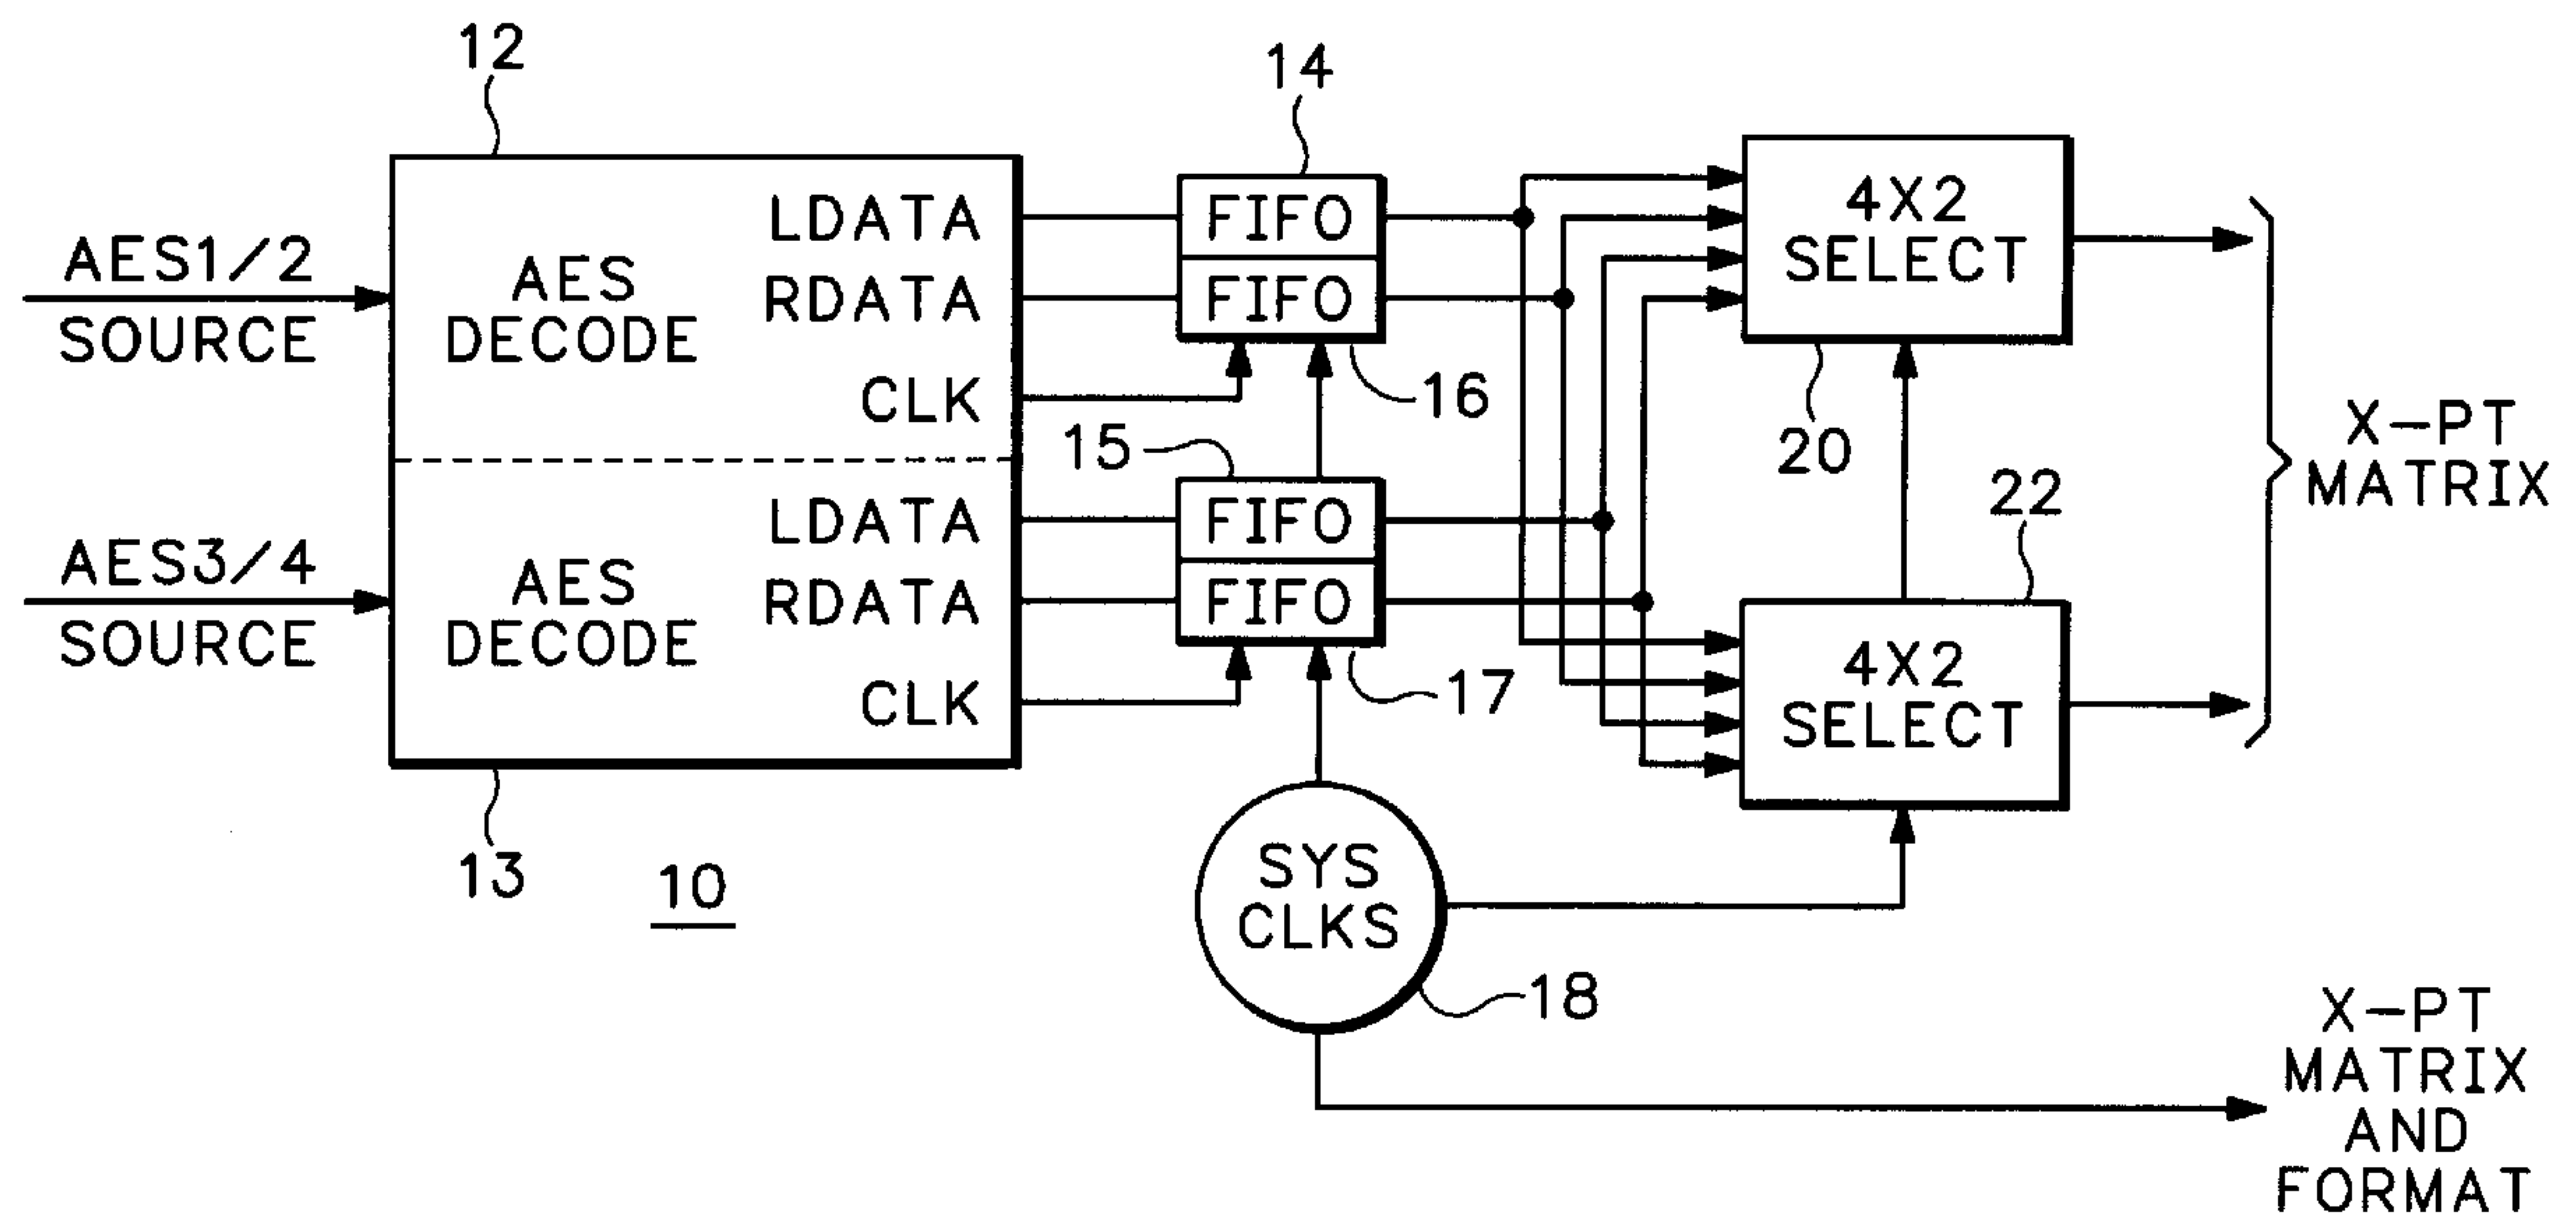 12
14
AES1/2
SOURCE
AES
DECODE
LDATA
RDATA
CLK
FIFO
FIFO
16
4X2
SELECT
20
X-PT
MATRIX
15
22
AES3/4
SOURCE
AES
DECODE
LDATA
RDATA
CLK
FIFO
FIFO
17
4X2
SELECT
13
10
SYS
CLKS
18
X-PT
MATRIX
AND
FORMAT